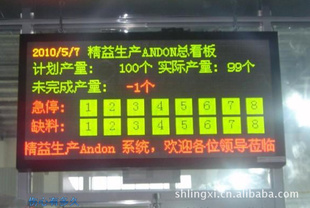 2010/5/7 精益生产ANDON总看板
计划产量: 100个 实际产量: 99个
未完成产量: -1个
急停: 1 2 3 4 5 6 7 8
缺料: 1 2 3 4 5 6 7 8
精益生产Andon 系统, 欢迎各位领导莅临
shlingxi.cn.alibaba.com